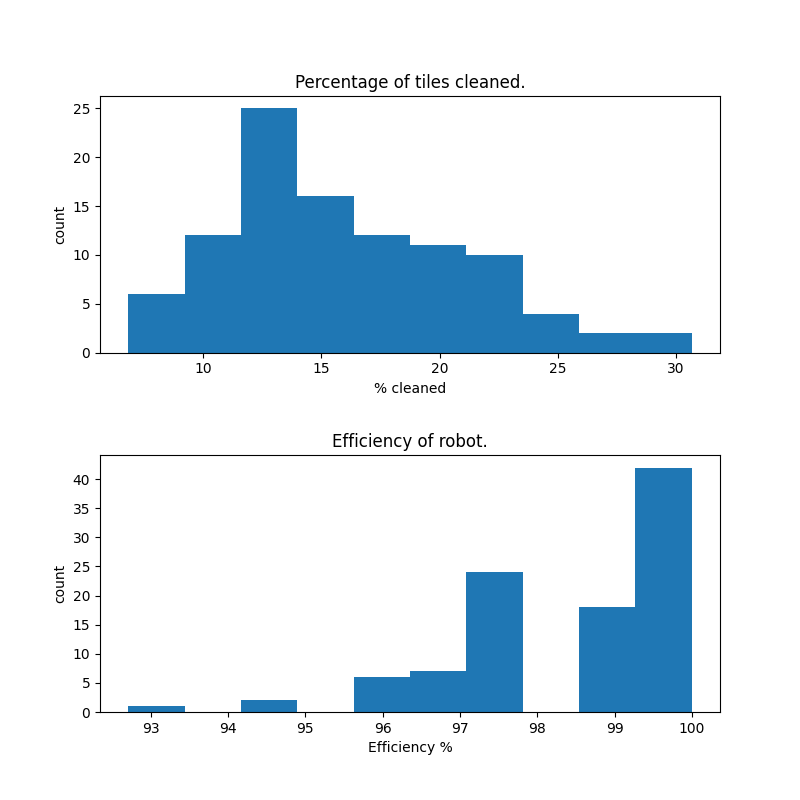 Percentage of tiles cleaned.
25
20
15
10
5
0
count
10 15 20 25 30
% cleaned
Efficiency of robot.
40
35
30
25
20
15
10
5
0
count
93 94 95 96 97 98 99 100
Efficiency %